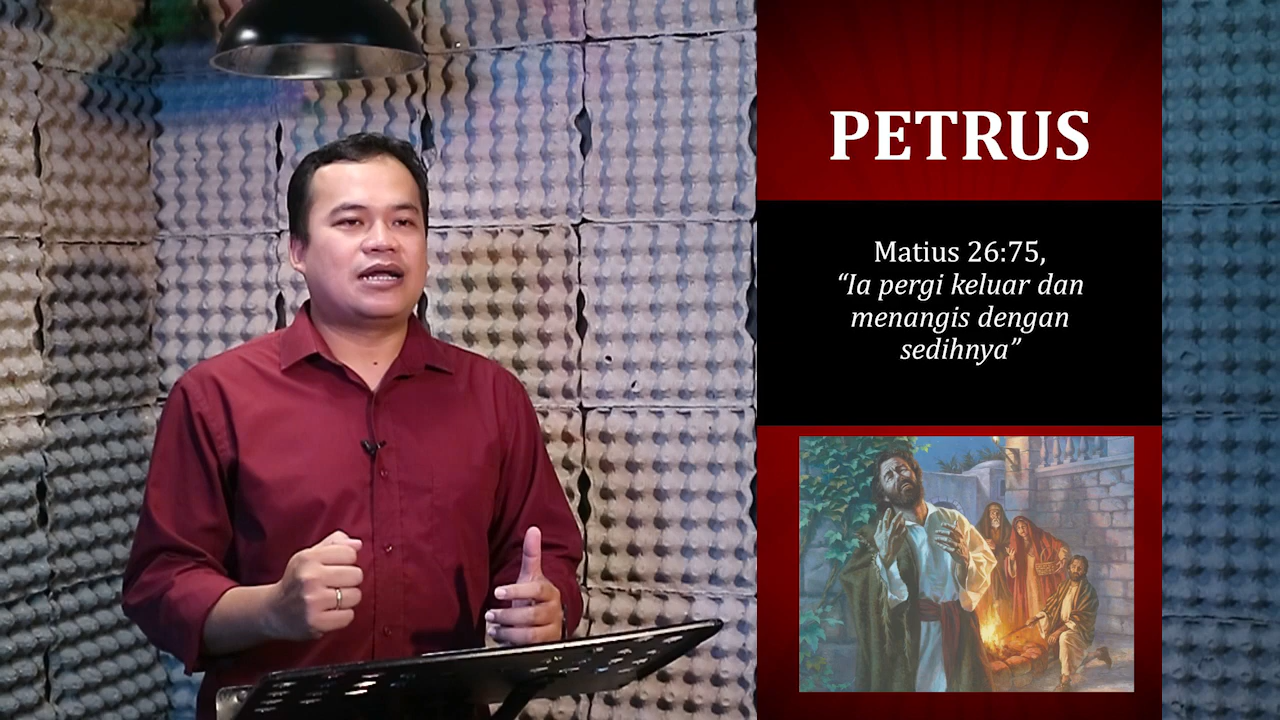 PETRUS
Matius 26:75,
“Ia pergi keluar dan
menangis dengan
sedihnya”